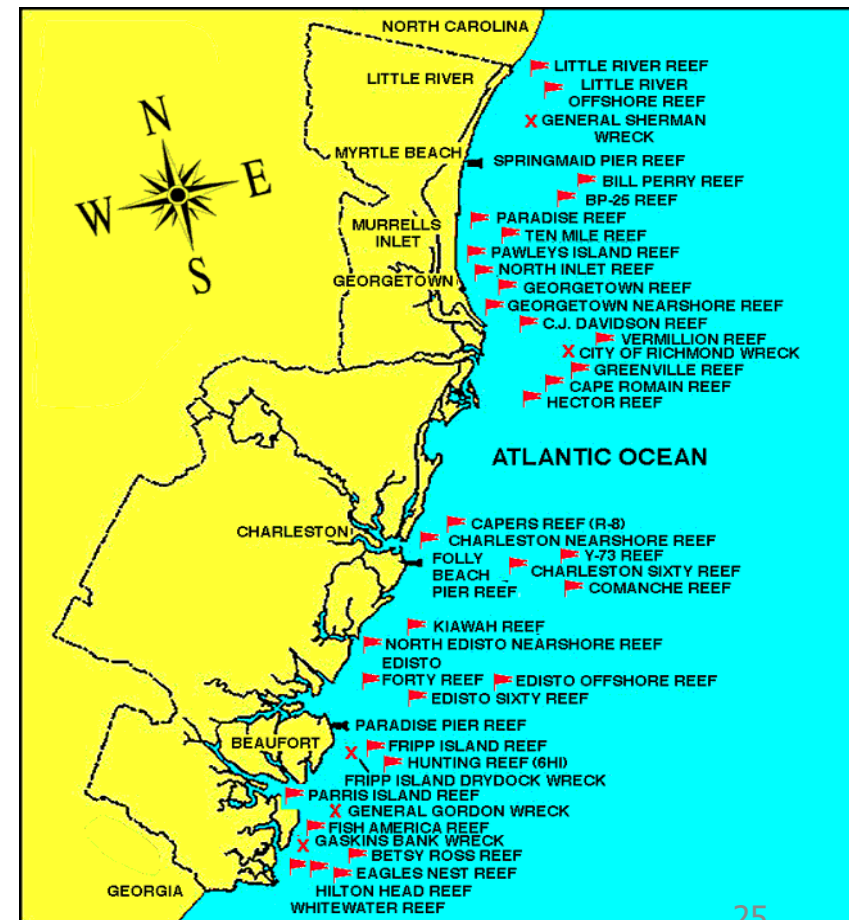 NORTH CAROLINA
LITTLE RIVER
LITTLE RIVER REEF
LITTLE RIVER
OFFSHORE REEF
GENERAL SHERMAN
WRECK
N
E
W
S
MYRTLE BEACH
SPRINGMAID PIER REEF
BILL PERRY REEF
BP-25 REEF
PARADISE REEF
MURRELLS
INLET
TEN MILE REEF
PAWLEYS ISLAND REEF
NORTH INLET REEF
GEORGETOWN
GEORGETOWN REEF
GEORGETOWN NEARSHORE REEF
C.J. DAVIDSON REEF
VERMILLION REEF
X CITY OF RICHMOND WRECK
GREENVILLE REEF
CAPE ROMAIN REEF
HECTOR REEF
ATLANTIC OCEAN
CAPERS REEF (R-8)
CHARLESTON
CHARLESTON NEARSHORE REEF
Y-73 REEF
FOLLY
BEACH
PIER REEF
CHARLESTON SIXTY REEF
COMANCHE REEF
KIAWAH REEF
NORTH EDISTO NEARSHORE REEF
EDISTO
FORTY REEF
EDISTO OFFSHORE REEF
EDISTO SIXTY REEF
PARADISE PIER REEF
BEAUFORT
FRIPP ISLAND REEF
HUNTING REEF (6HI)
FRIPP ISLAND DRYDOCK WRECK
PARRIS ISLAND REEF
X GENERAL GORDON WRECK
FISH AMERICA REEF
X GASKINS BANK WRECK
BETSY ROSS REEF
EAGLES NEST REEF
GEORGIA
HILTON HEAD REEF
WHITEWATER REEF
25